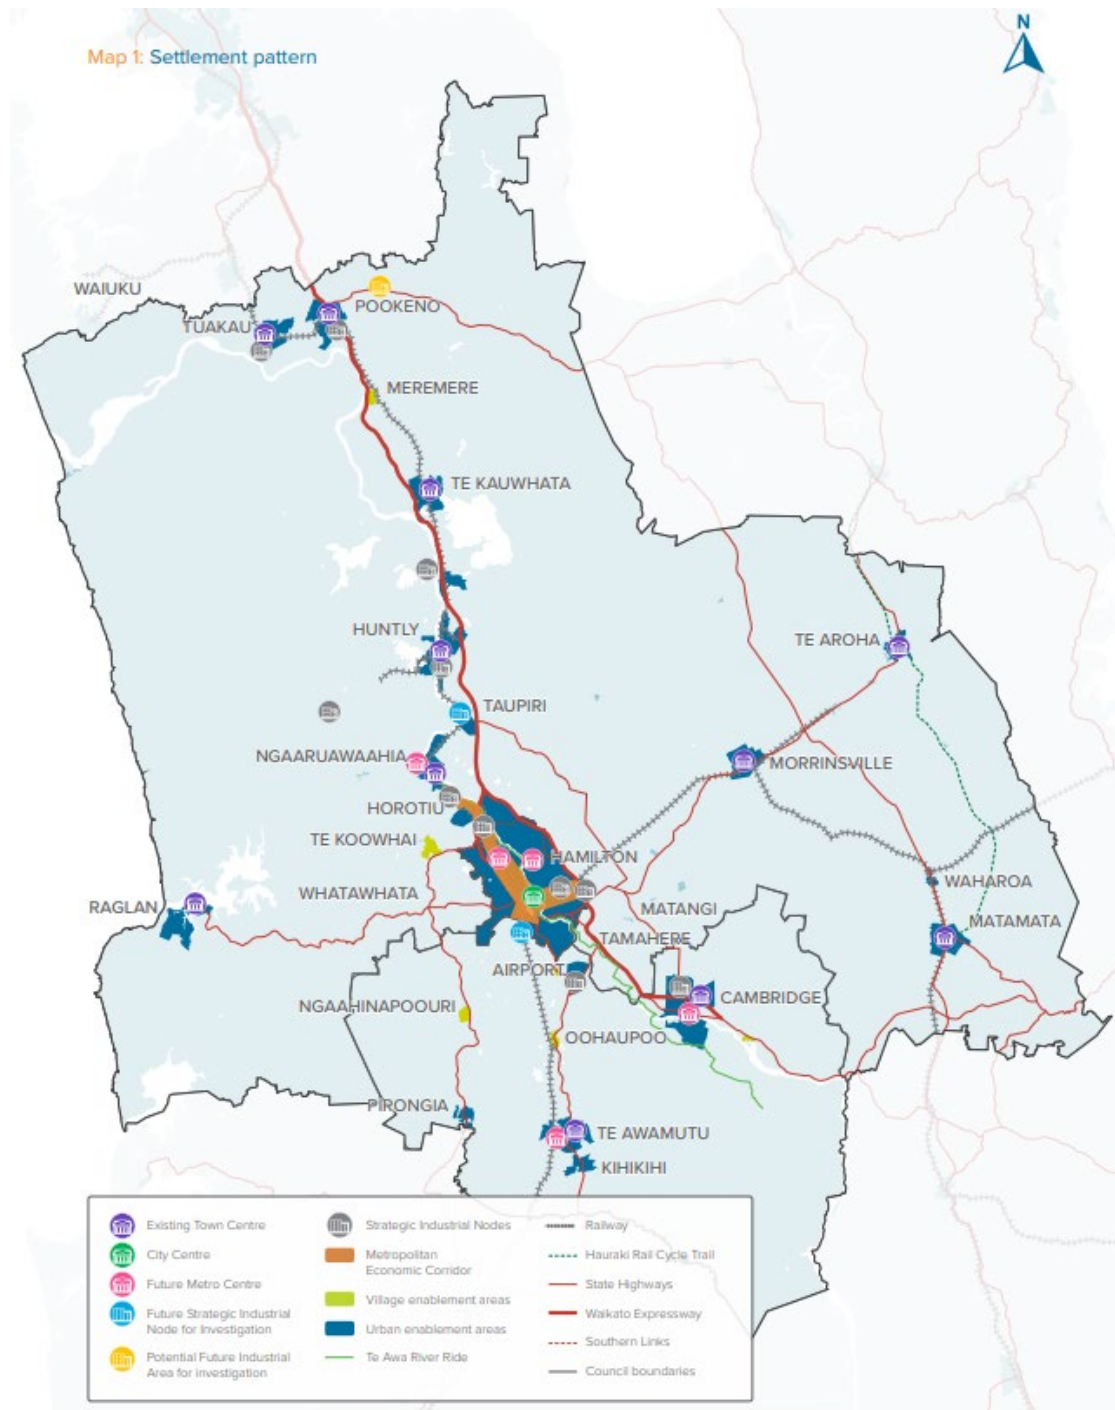 N
Map 1: Settlement pattern
WAIUKU
POOKENO
TUAKAU
MEREMERE
TE KAUWHATA
HUNTLY
TE AROHA
TAUPIRI
NGAARUAWAAHIA
MORRINSVILLE
HOROTIU
TE KOOWHAI
HAMILTON
WAHAROA
WHATAWHATA
RAGLAN
MATANGI
MATAMATA
TAMAHERE
AIRPORT
CAMBRIDGE
NGAAHINAPOOURI
OOHAUPOO
PIRONGIA
TE AWAMUTU
KIHIKIHI
Existing Town Centre
City Centre
Future Metro Centre
Future Strategic Industrial
Node for Investigation
Potential Future Industrial
Area for investigation
Strategic Industrial Nodes
Metropolitan
Economic Corridor
Village enablement areas
Urban enablement areas
Te Awa River Ride
Railway
Hauraki Rail Cycle Trail
State Highways
Waikato Expressway
Southern Links
Council boundaries